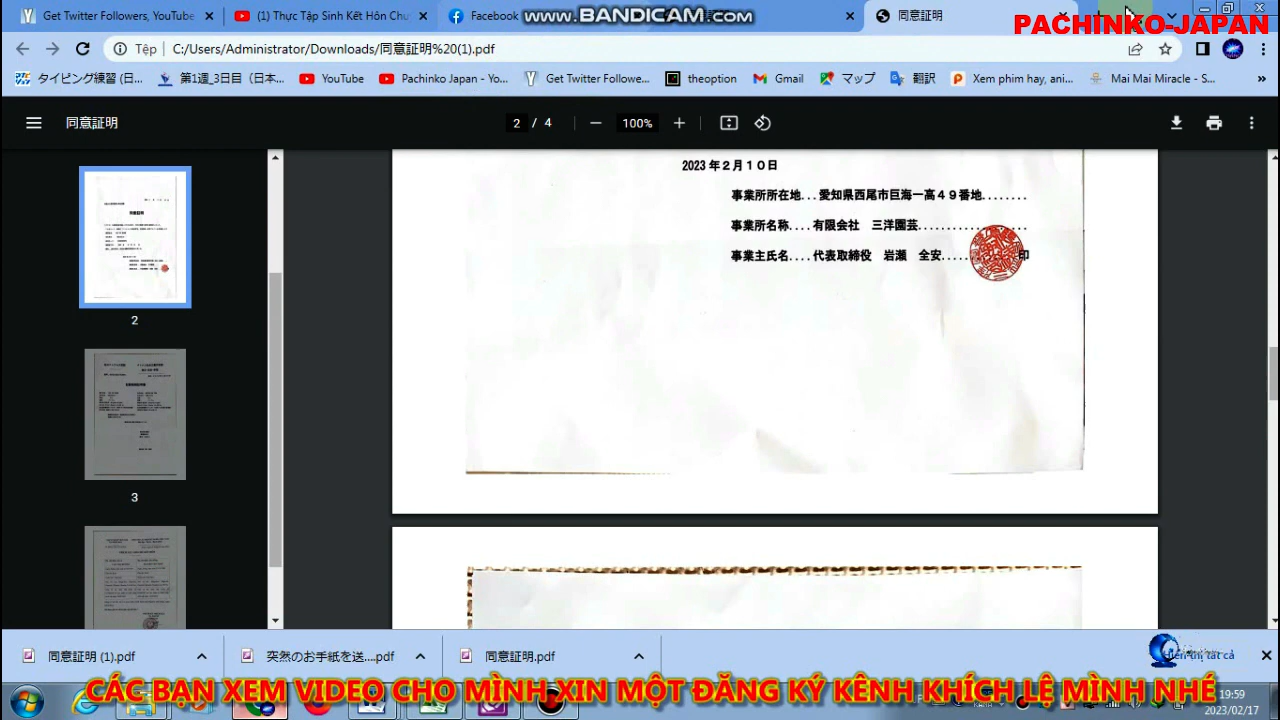 Get Twitter Followers, YouTube
(1) Thực Tập Sinh Kết Hôn Chu
Facebook
www.BANDICAM.com
同意証明
PACHINKO-JAPAN
Tệp
C:/Users/Administrator/Downloads/同意証明%20(1).pdf
タイピング練習 (日...
第1週_3日目（日本...
YouTube
Pachinko Japan - Yo...
Get Twitter Followe...
theoption
Gmail
マップ
翻訳
Xem phim hay, ani...
Mai Mai Miracle - S...
»
同意証明
2 / 4
100%
2023年2月10日
事業所所在地...愛知県西尾市巨海一高49番地........
事業所名称....有限会社 三洋園芸
事業主氏名....代表取締役 岩瀬 全安..... 印
2
3
同意証明 (1).pdf
突然のお手紙を送....pdf
同意証明.pdf
Hiển thị tất cả
CÁC BẠN XEM VIDEO CHO MÌNH XIN MỘT ĐĂNG KÝ KÊNH KHÍCH LỆ MÌNH NHÉ
19:59
2023/02/17